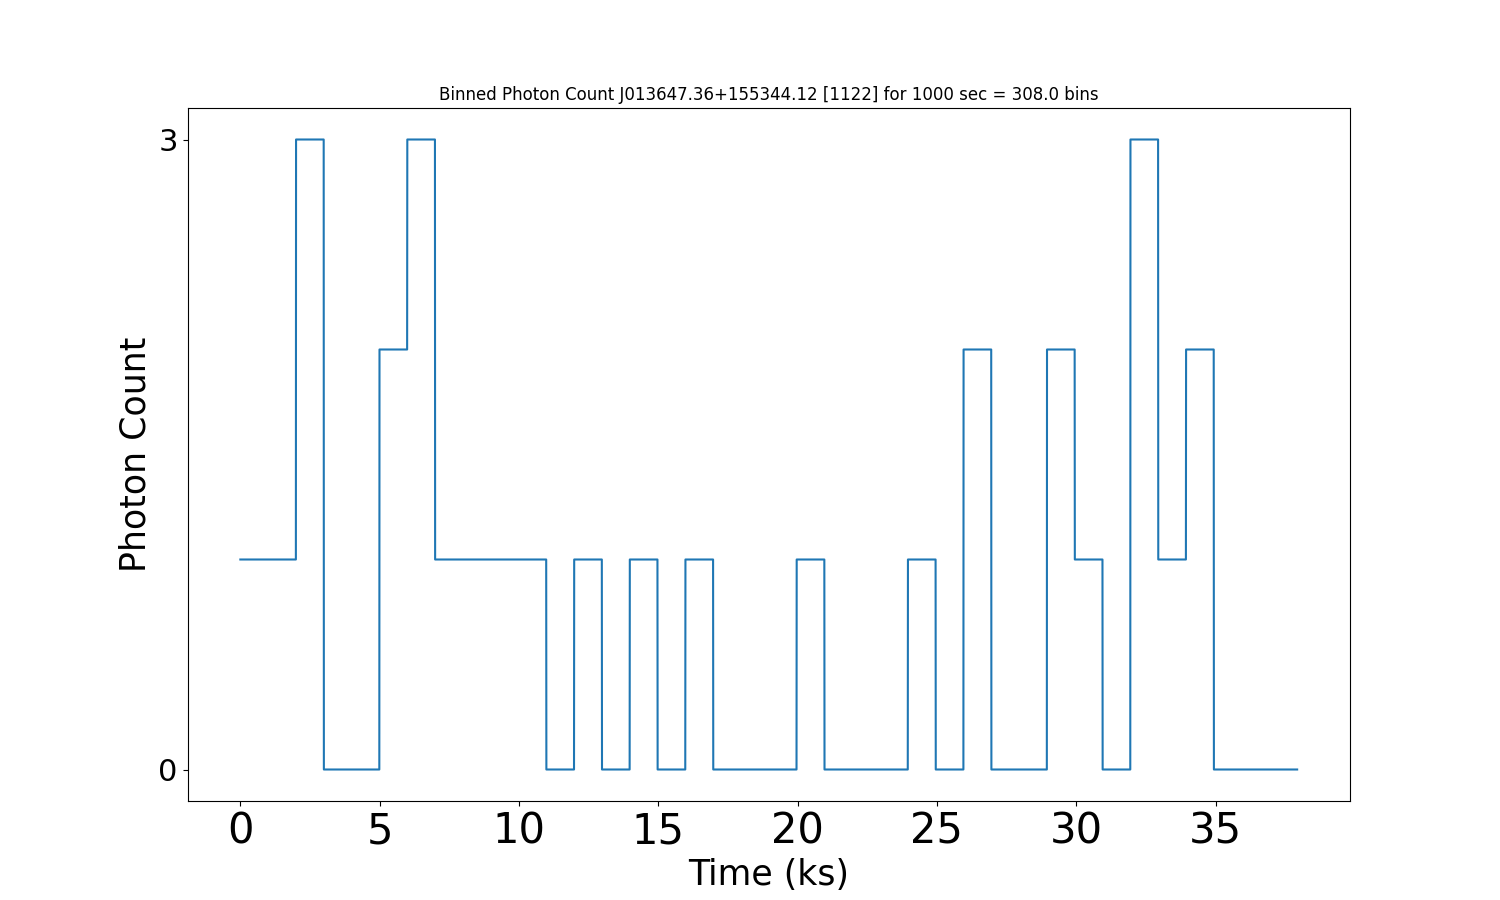 Binned Photon Count J013647.36+155344.12 [1122] for 1000 sec = 308.0 bins
3
Photon Count
0
0 5 10 15 20 25 30 35
Time (ks)